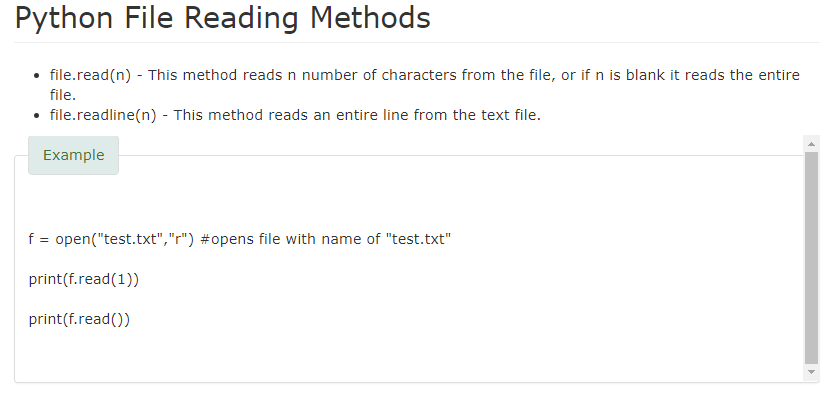 Python File Reading Methods
file.read(n) - This method reads n number of characters from the file, or if n is blank it reads the entire
file.
file.readline(n) - This method reads an entire line from the text file.
Example
f = open("test.txt","r") #opens file with name of "test.txt"
print(f.read(1))
print(f.read())